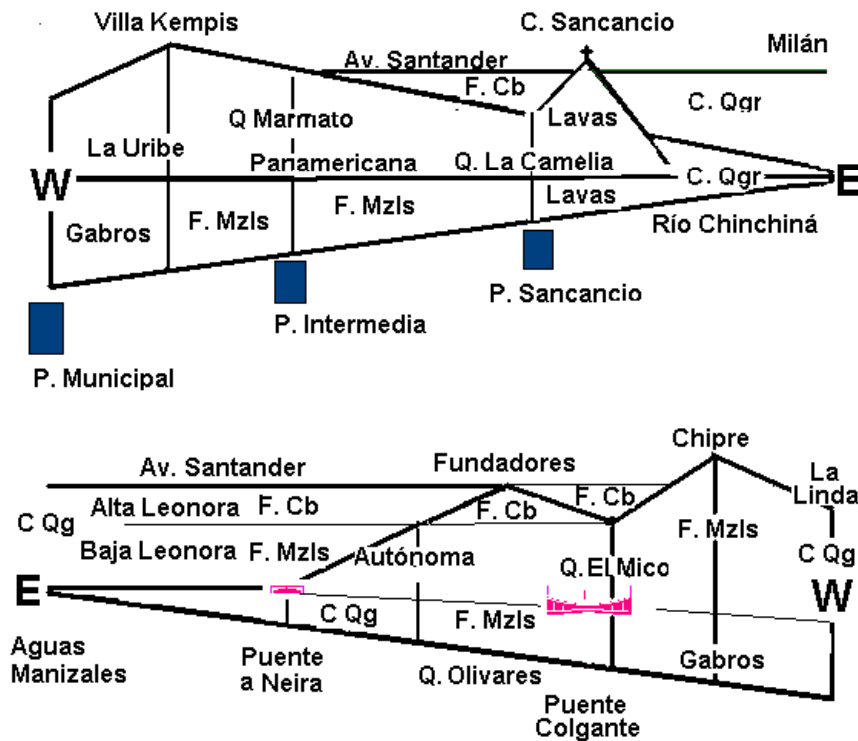 Villa Kempis
C. Sancancio
Milán
Av. Santander
F. Cb
C. Qgr
Q Marmato
Lavas
La Uribe
Panamericana
Q. La Camelia
W
C. Qgr
E
Gabros
F. Mzls
F. Mzls
Lavas
Río Chinchiná
P. Sancancio
P. Intermedia
P. Municipal
Chipre
Av. Santander
Fundadores
La
Linda
Alta Leonora
F. Cb
F. Cb
F. Cb
C Qg
F. Mzls
Baja Leonora
F. Mzls
Autónoma
Q. El Mico
C Qg
E
W
C Qg
F. Mzls
Aguas
Manizales
Puente
a Neira
Q. Olivares
Gabros
Puente
Colgante